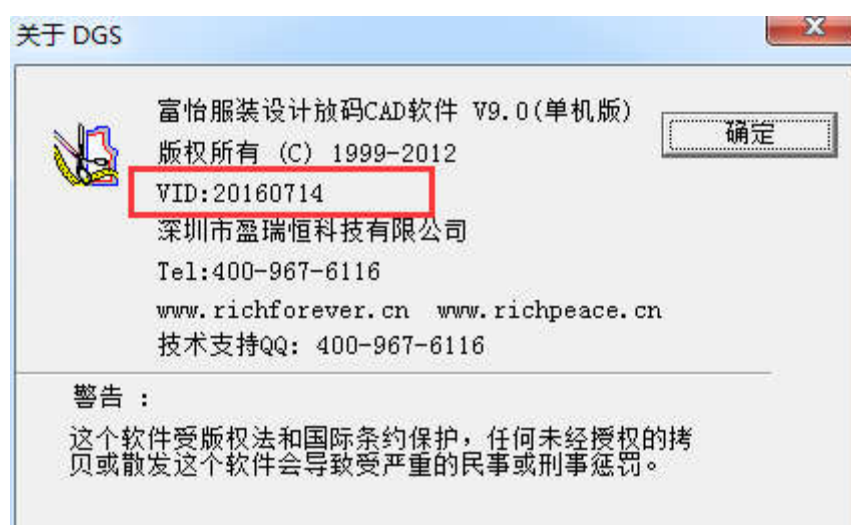 关于 DGS
富怡服装设计放码CAD软件 V9.0(单机版)
确定
版权所有 (C) 1999-2012
VID:20160714
深圳市盈瑞恒科技有限公司
Tel:400-967-6116
www.richforever.cn www.richpeace.cn
技术支持QQ: 400-967-6116
警告 :
这个软件受版权法和国际条约保护，任何未经授权的拷
贝或散发这个软件会导致受严重的民事或刑事惩罚。